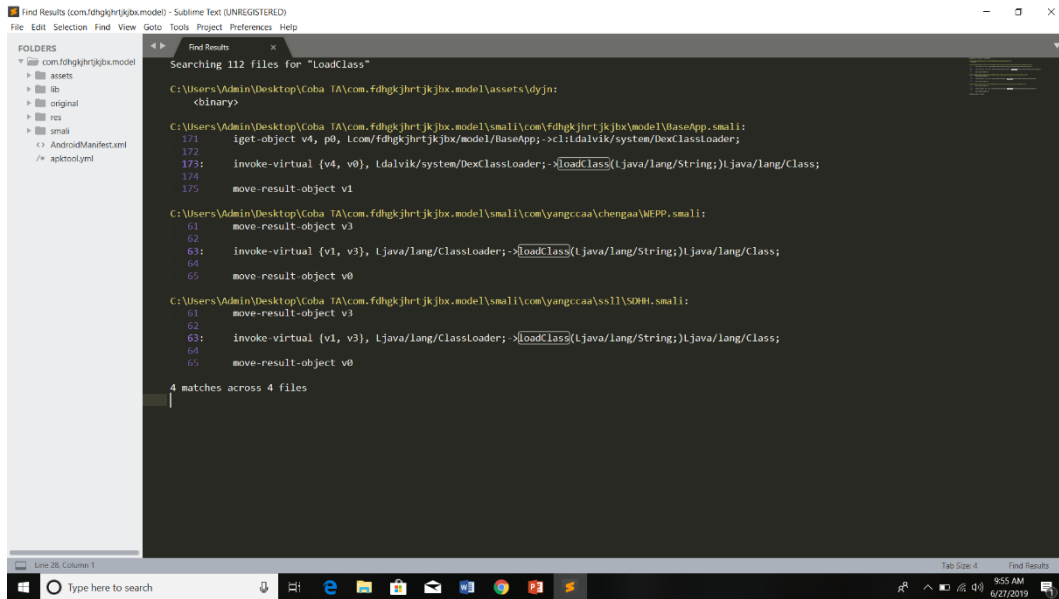 Find Results (com.fdhgkjhrtjkjbx.model) - Sublime Text (UNREGISTERED)
File Edit Selection Find View Goto Tools Project Preferences Help
FOLDERS
com.fdhgkjhrtjkjbx.model
assets
lib
original
res
smali
<> AndroidManifest.xml
/* apktool.yml
Find Results ×
Searching 112 files for "LoadClass"
C:\Users\Admin\Desktop\Coba TA\com.fdhgkjhrtjkjbx.model\assets\dyjn:
<binary>
C:\Users\Admin\Desktop\Coba TA\com.fdhgkjhrtjkjbx.model\smali\com\fdhgkjhrtjkjbx\model\BaseApp.smali:
171 iget-object v4, p0, Lcom/fdhgkjhrtjkjbx/model/BaseApp;->cl:Ldalvik/system/DexClassLoader;
172
173: invoke-virtual {v4, v0}, Ldalvik/system/DexClassLoader;->loadClass(Ljava/lang/String;)Ljava/lang/Class;
174
175 move-result-object v1
C:\Users\Admin\Desktop\Coba TA\com.fdhgkjhrtjkjbx.model\smali\com\yangccaa\chengaa\WEPP.smali:
61 move-result-object v3
62
63: invoke-virtual {v1, v3}, Ljava/lang/ClassLoader;->loadClass(Ljava/lang/String;)Ljava/lang/Class;
64
65 move-result-object v0
C:\Users\Admin\Desktop\Coba TA\com.fdhgkjhrtjkjbx.model\smali\com\yangccaa\ssll\SDHH.smali:
61 move-result-object v3
62
63: invoke-virtual {v1, v3}, Ljava/lang/ClassLoader;->loadClass(Ljava/lang/String;)Ljava/lang/Class;
64
65 move-result-object v0
4 matches across 4 files
Line 28, Column 1
Tab Size: 4
Find Results
Type here to search
9:55 AM
6/27/2019